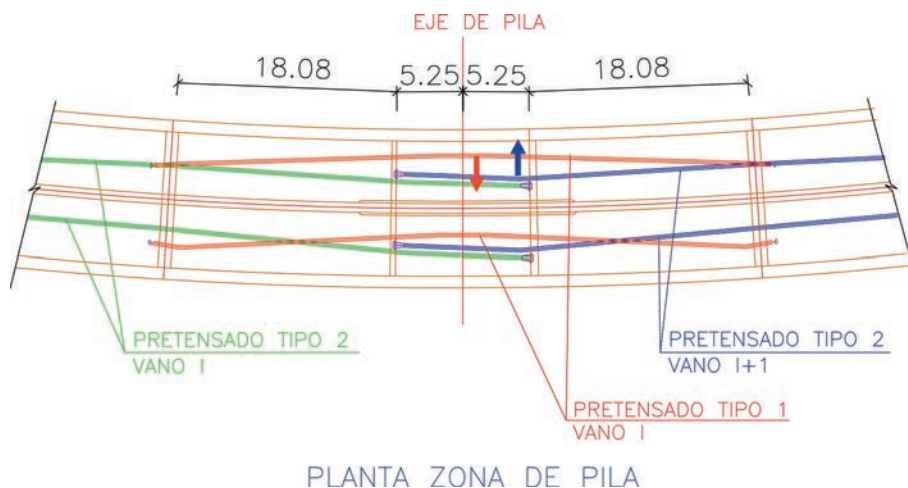 EJE DE PILA
18.08
5.25
5.25
18.08
PRETENSADO TIPO 2
VANO I
PRETENSADO TIPO 2
VANO I+1
PRETENSADO TIPO 1
VANO I
PLANTA ZONA DE PILA